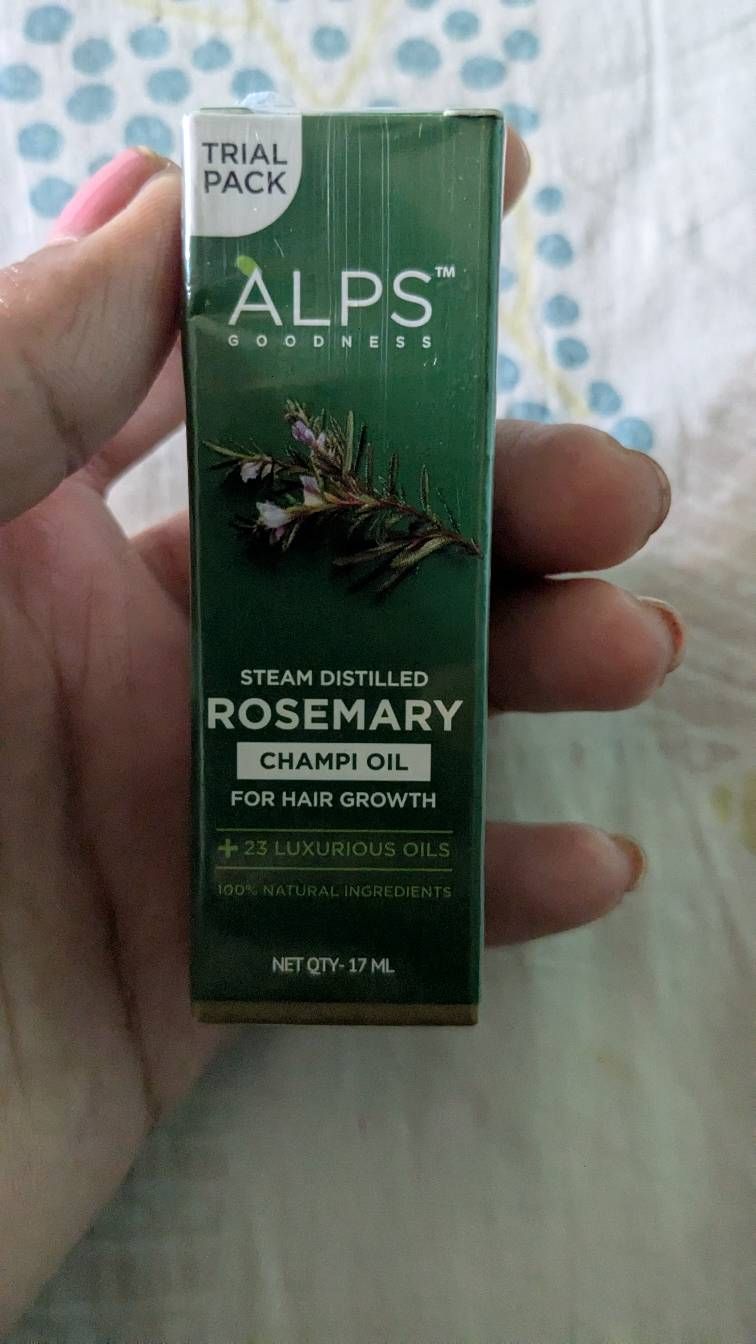 TRIAL
PACK
ALPS™
GOODNESS
STEAM DISTILLED
ROSEMARY
CHAMPI OIL
FOR HAIR GROWTH
+ 23 LUXURIOUS OILS
100% NATURAL INGREDIENTS
NET QTY- 17 ML